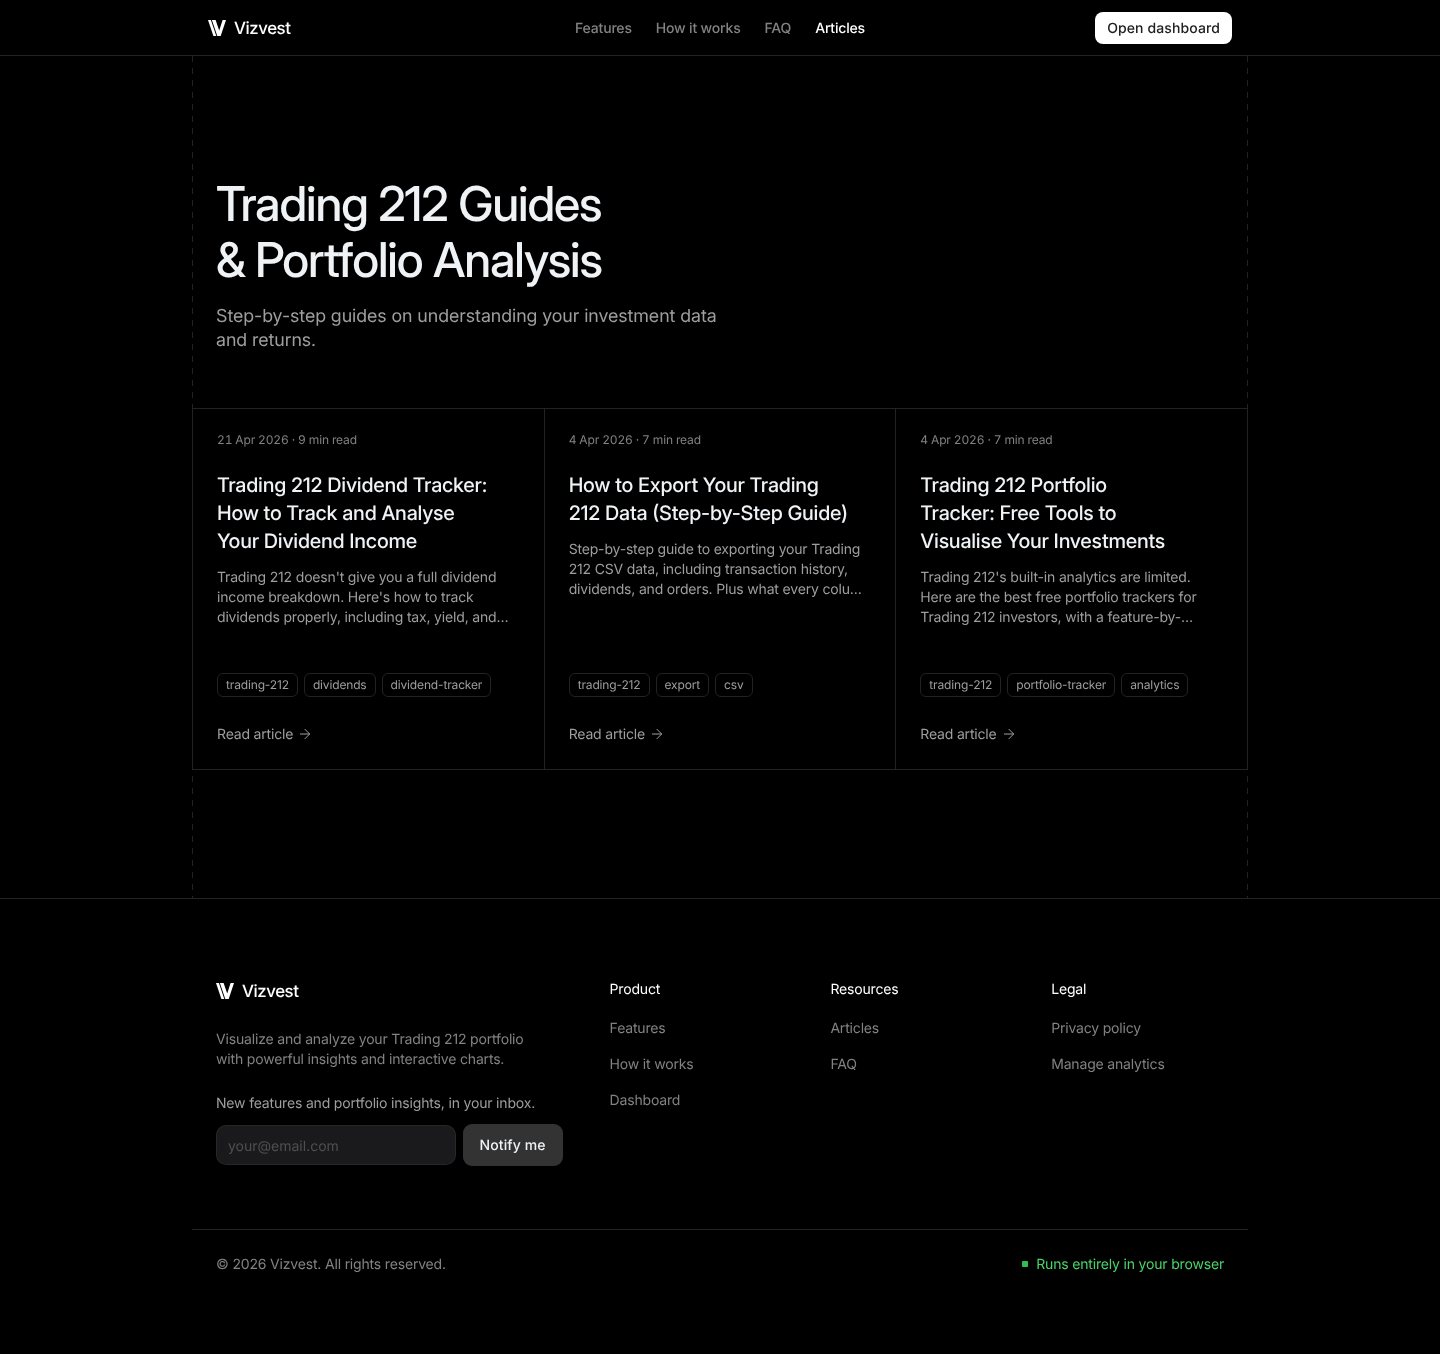 Vizvest
Features
How it works
FAQ
Articles
Open dashboard
Trading 212 Guides
& Portfolio Analysis
Step-by-step guides on understanding your investment data
and returns.
21 Apr 2026 · 9 min read
Trading 212 Dividend Tracker:
How to Track and Analyse
Your Dividend Income
Trading 212 doesn't give you a full dividend
income breakdown. Here's how to track
dividends properly, including tax, yield, and...
trading-212
dividends
dividend-tracker
Read article →
4 Apr 2026 · 7 min read
How to Export Your Trading
212 Data (Step-by-Step Guide)
Step-by-step guide to exporting your Trading
212 CSV data, including transaction history,
dividends, and orders. Plus what every colu...
trading-212
export
csv
Read article →
4 Apr 2026 · 7 min read
Trading 212 Portfolio
Tracker: Free Tools to
Visualise Your Investments
Trading 212's built-in analytics are limited.
Here are the best free portfolio trackers for
Trading 212 investors, with a feature-by-...
trading-212
portfolio-tracker
analytics
Read article →
Vizvest
Visualize and analyze your Trading 212 portfolio
with powerful insights and interactive charts.
New features and portfolio insights, in your inbox.
your@email.com
Notify me
Product
Features
How it works
Dashboard
Resources
Articles
FAQ
Legal
Privacy policy
Manage analytics
© 2026 Vizvest. All rights reserved.
Runs entirely in your browser